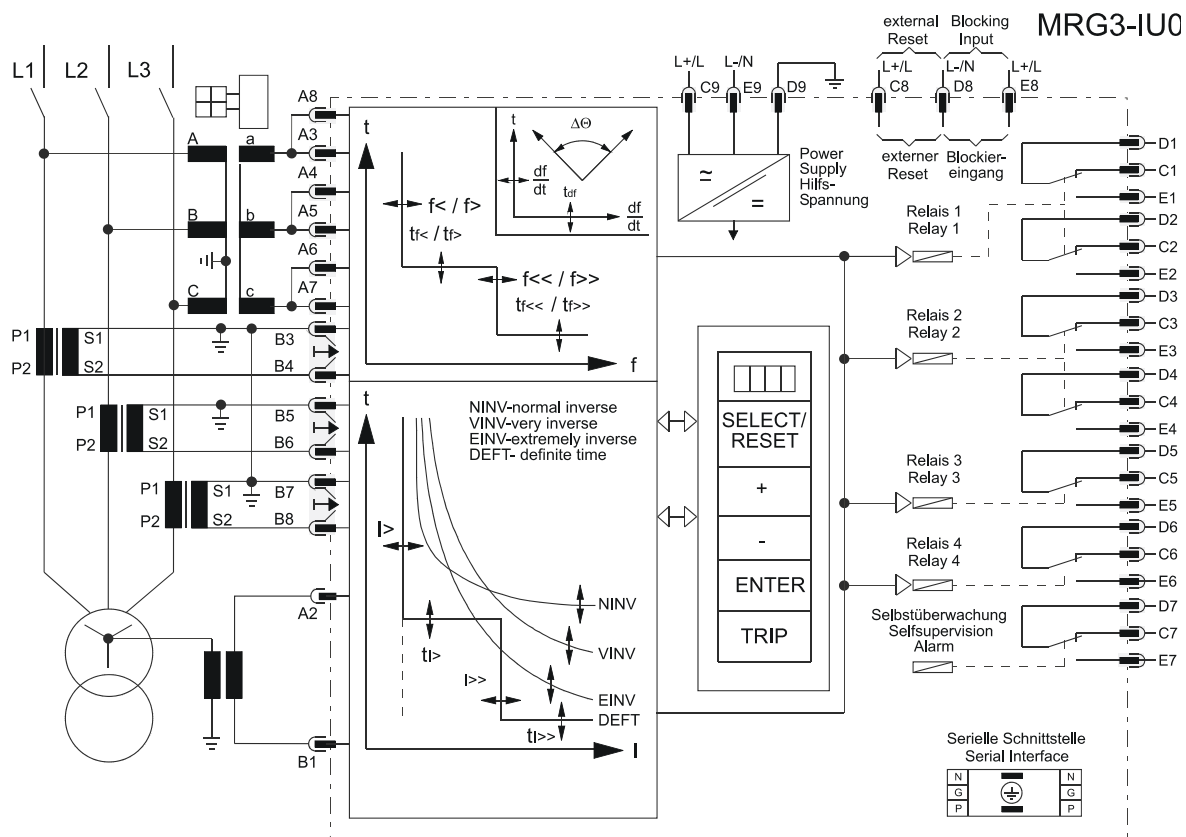 MRG3-IU0
external Reset
Blocking Input
L1
L2
L3
L+/L
L-/N
C9
E9
D9
L+/L
L-/N
L+/L
C8
D8
E8
externer Reset
Blockier-
eingang
Power
Supply
Hilfs-
Spannung
≃
=
A8
A3
A4
A5
A6
A7
A
a
B
b
C
c
t
t
ΔΘ
df
dt
tdf
df
dt
f< / f>
tf< / tf>
f<< / f>>
tf<< / tf>>
f
P1
P2
S1
S2
B3
B4
P1
P2
S1
S2
B5
B6
P1
P2
S1
S2
B7
B8
A2
B1
t
NINV-normal inverse
VINV-very inverse
EINV-extremely inverse
DEFT- definite time
I>
tI>
I>>
tI>>
NINV
VINV
EINV
DEFT
I
SELECT/
RESET
+
-
ENTER
TRIP
Relais 1
Relay 1
Relais 2
Relay 2
Relais 3
Relay 3
Relais 4
Relay 4
Selbstüberwachung
Selfsupervision
Alarm
D1
C1
E1
D2
C2
E2
D3
C3
E3
D4
C4
E4
D5
C5
E5
D6
C6
E6
D7
C7
E7
Serielle Schnittstelle
Serial Interface
N
G
P
N
G
P